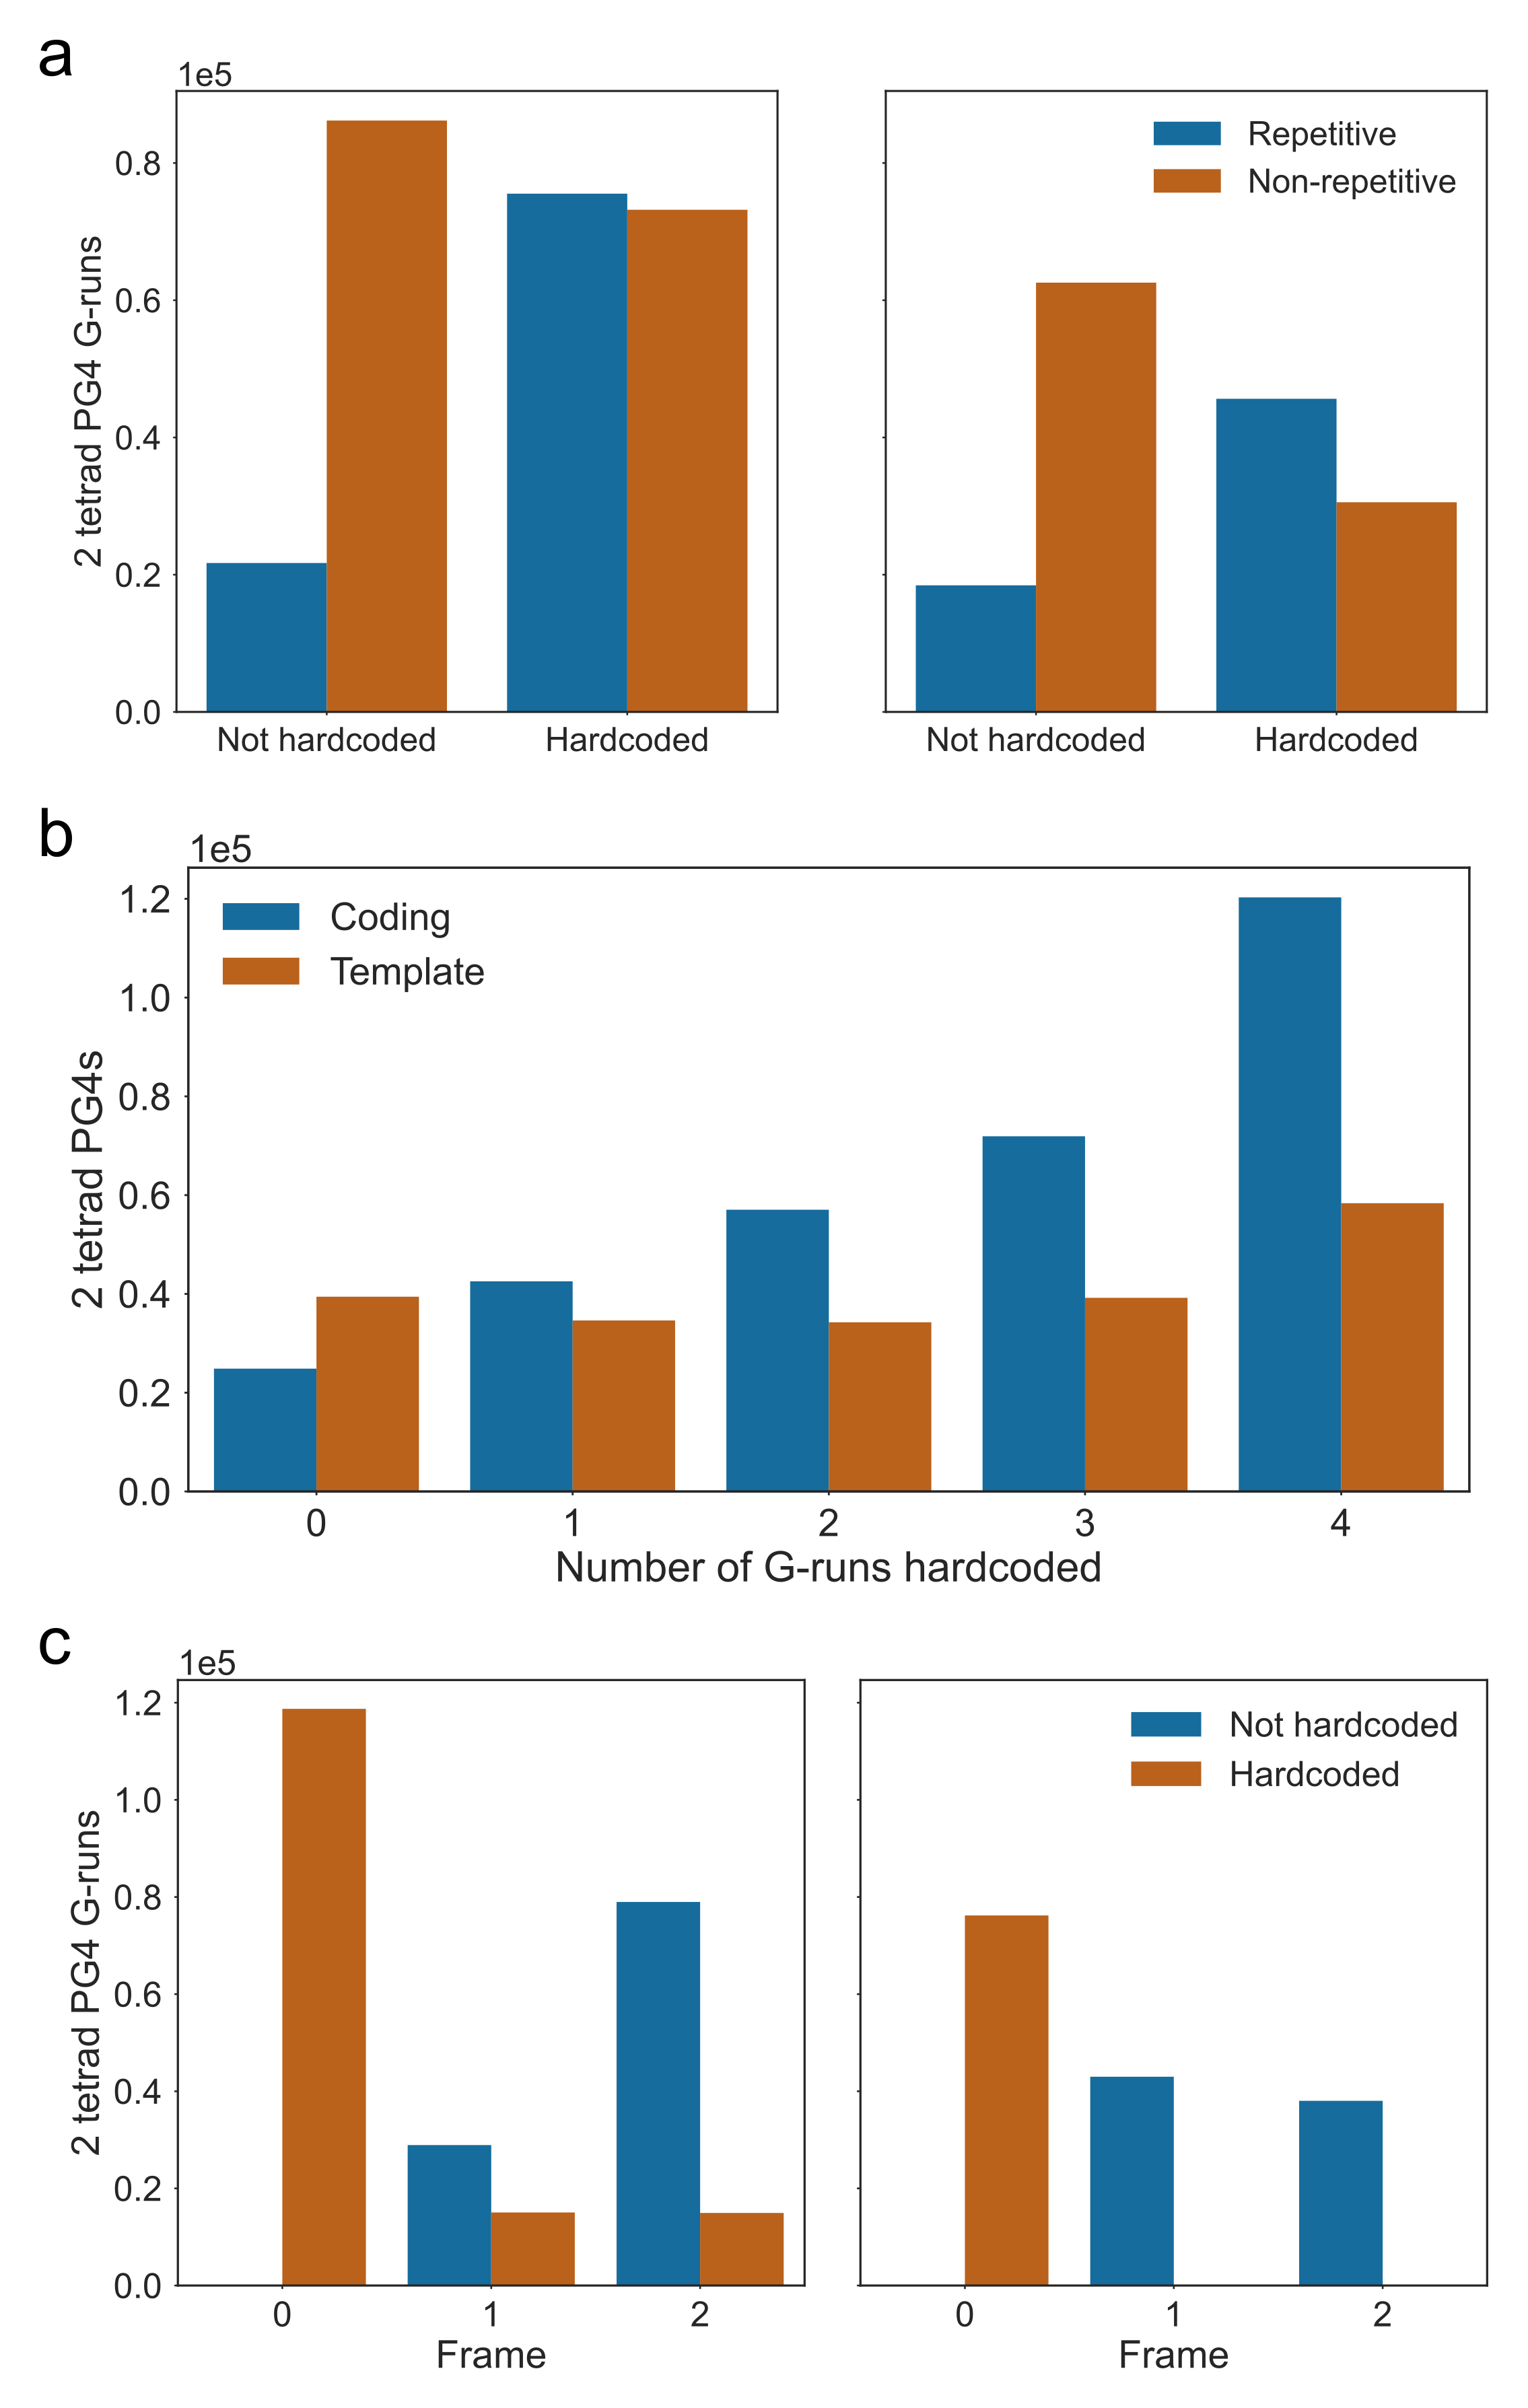 a
1e5
0.8
0.6
0.4
0.2
0.0
2 tetrad PG4 G-runs
Not hardcoded
Hardcoded
Repetitive
Non-repetitive
Not hardcoded
Hardcoded
b
1e5
1.2
1.0
0.8
0.6
0.4
0.2
0.0
2 tetrad PG4s
Coding
Template
0
1
2
3
4
Number of G-runs hardcoded
c
1e5
1.2
1.0
0.8
0.6
0.4
0.2
0.0
2 tetrad PG4 G-runs
0
1
2
Frame
Not hardcoded
Hardcoded
0
1
2
Frame